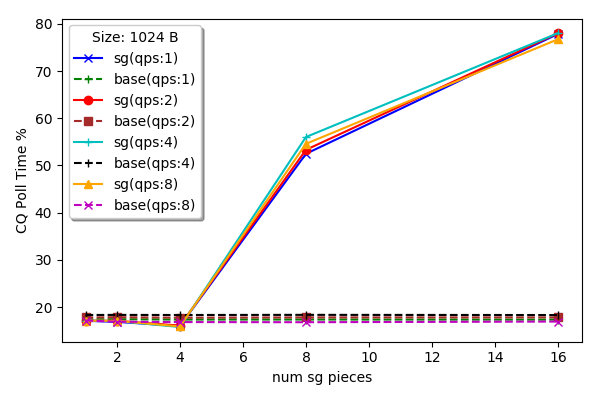 Size: 1024 B
sg(qps:1)
base(qps:1)
sg(qps:2)
base(qps:2)
sg(qps:4)
base(qps:4)
sg(qps:8)
base(qps:8)
CQ Poll Time %
80
70
60
50
40
30
20
2 4 6 8 10 12 14 16
num sg pieces